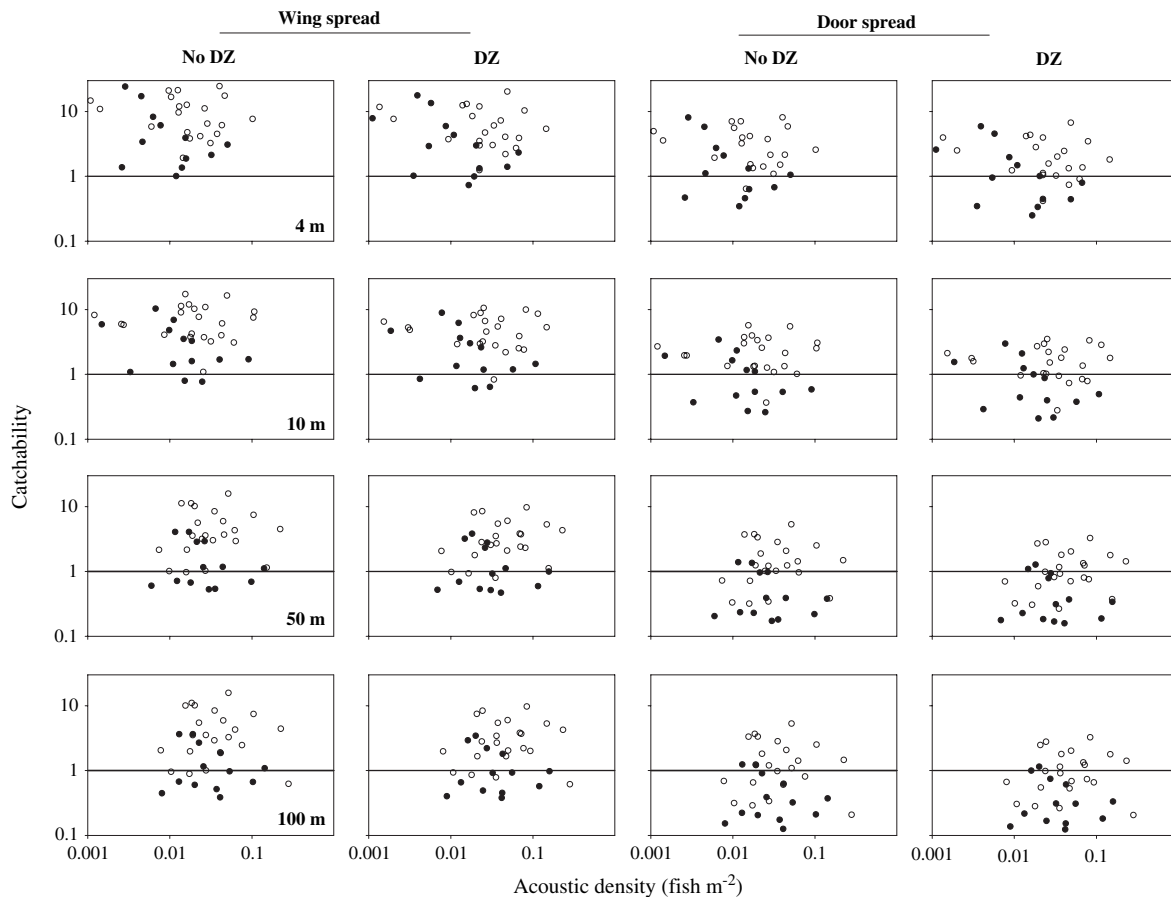 Wing spread Door spread
No DZ DZ No DZ DZ
10
1
0.1
4 m
10
1
0.1
10 m
Catchability
10
1
0.1
50 m
10
1
0.1
100 m
0.001 0.01 0.1 0.001 0.01 0.1 0.001 0.01 0.1 0.001 0.01 0.1
Acoustic density (fish m-2)